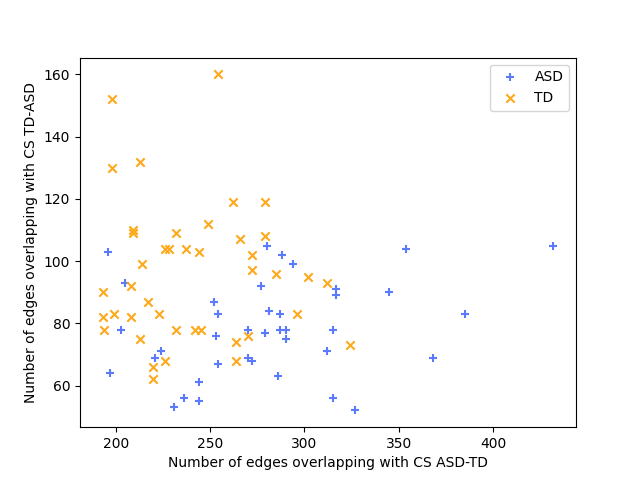 160
140
120
100
80
60
200
250
300
350
400
Number of edges overlapping with CS TD-ASD
Number of edges overlapping with CS ASD-TD
ASD
TD